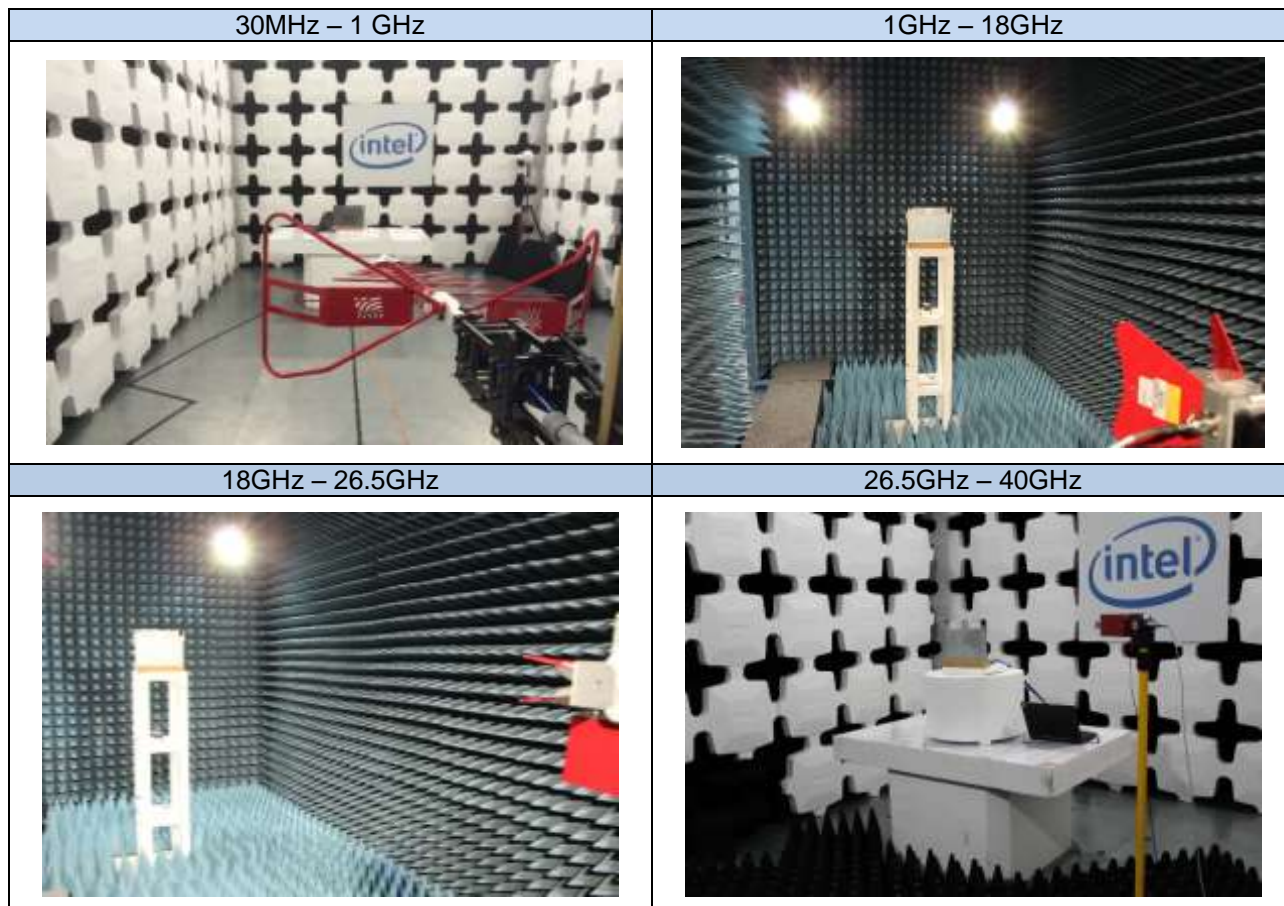 30MHz – 1 GHz
1GHz – 18GHz
intel
18GHz – 26.5GHz
26.5GHz – 40GHz
intel